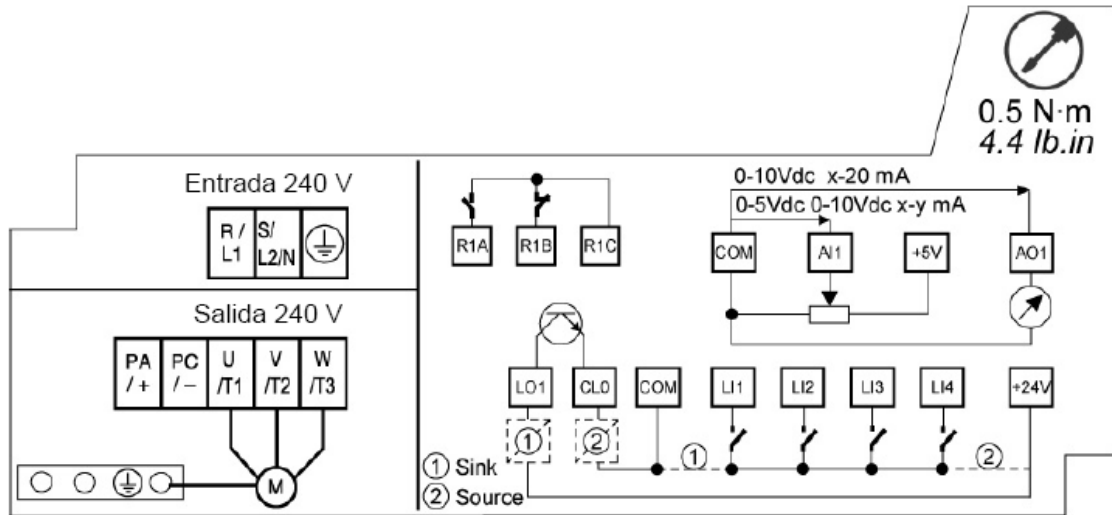 0.5 N·m
4.4 lb.in
Entrada 240 V
R / L1
S/ L2/N
Salida 240 V
PA / +
PC / −
U /T1
V /T2
W /T3
M
R1A
R1B
R1C
0-10Vdc x-20 mA
0-5Vdc 0-10Vdc x-y mA
COM
AI1
+5V
AO1
LO1
CL0
COM
LI1
LI2
LI3
LI4
+24V
1
2
1
2
① Sink
② Source